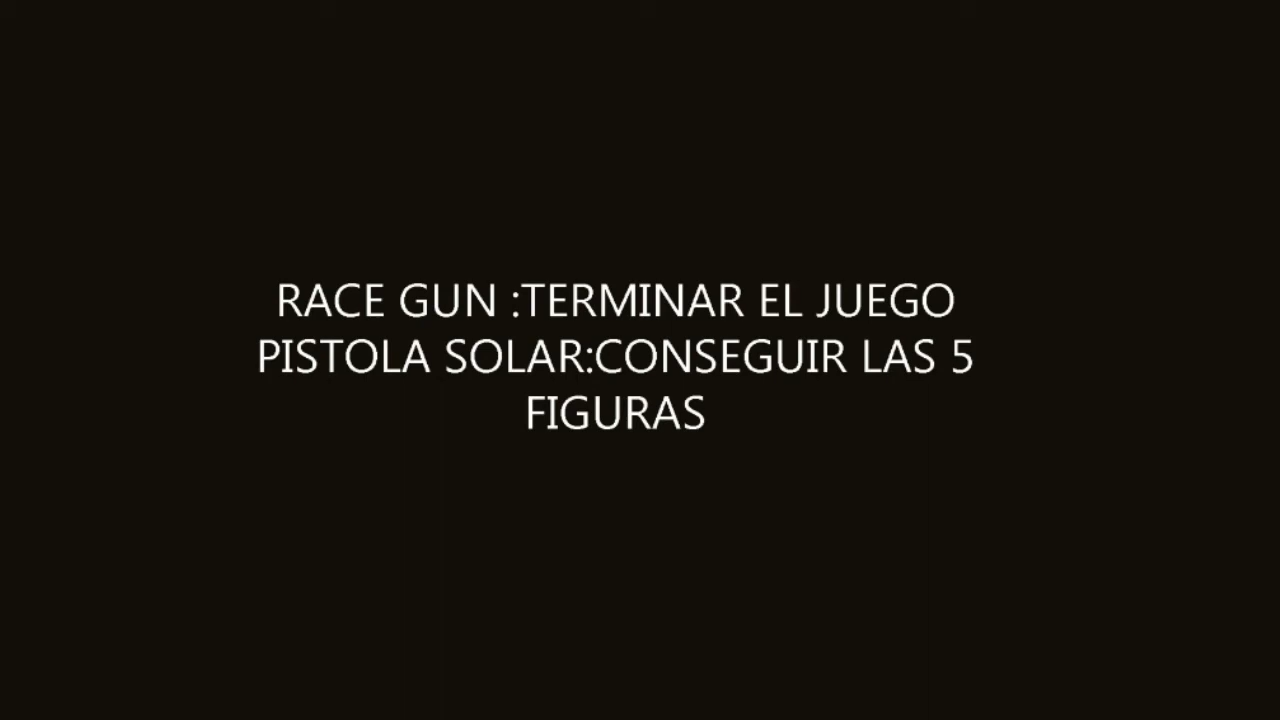 RACE GUN :TERMINAR EL JUEGO
PISTOLA SOLAR:CONSEGUIR LAS 5
FIGURAS